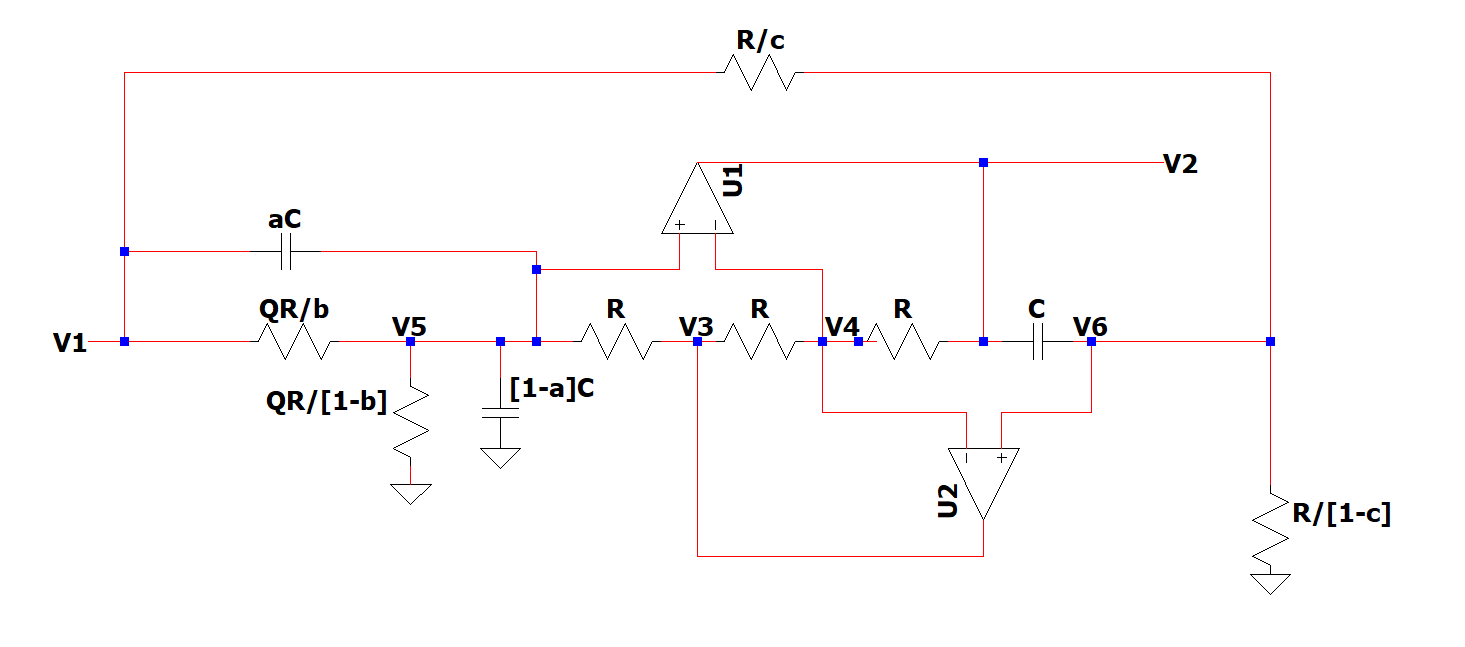 R/c
U1
V2
aC
QR/b
R
R
R
C
V1
V5
V3
V4
V6
QR/[1-b]
[1-a]C
U2
R/[1-c]